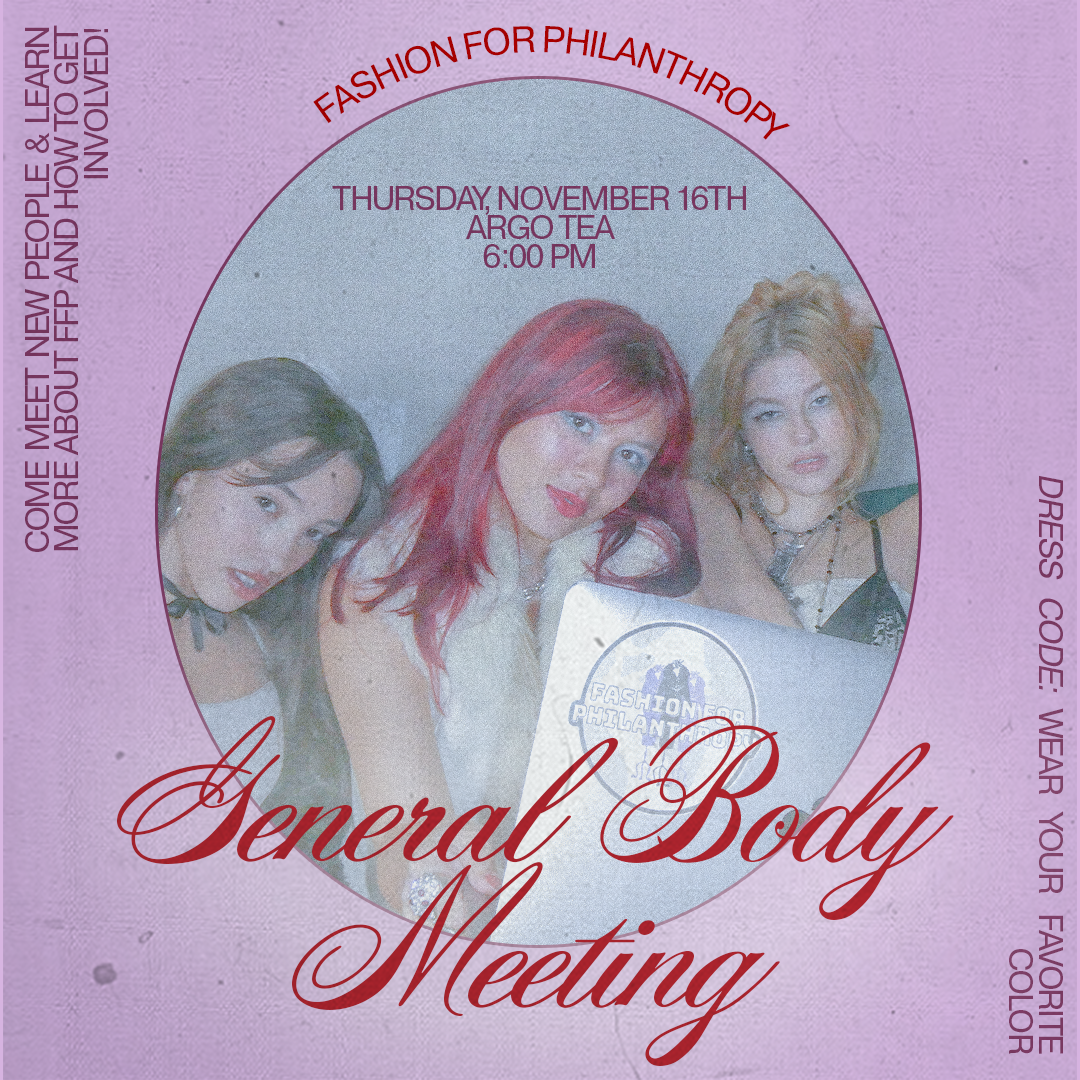 FASHION FOR PHILANTHROPY
COME MEET NEW PEOPLE & LEARN
MORE ABOUT FFP AND HOW TO GET
INVOLVED!
THURSDAY, NOVEMBER 16TH
ARGO TEA
6:00 PM
FASHION FOR
PHILANTHROPY
General Body
Meeting
DRESS CODE: WEAR YOUR FAVORITE
COLOR